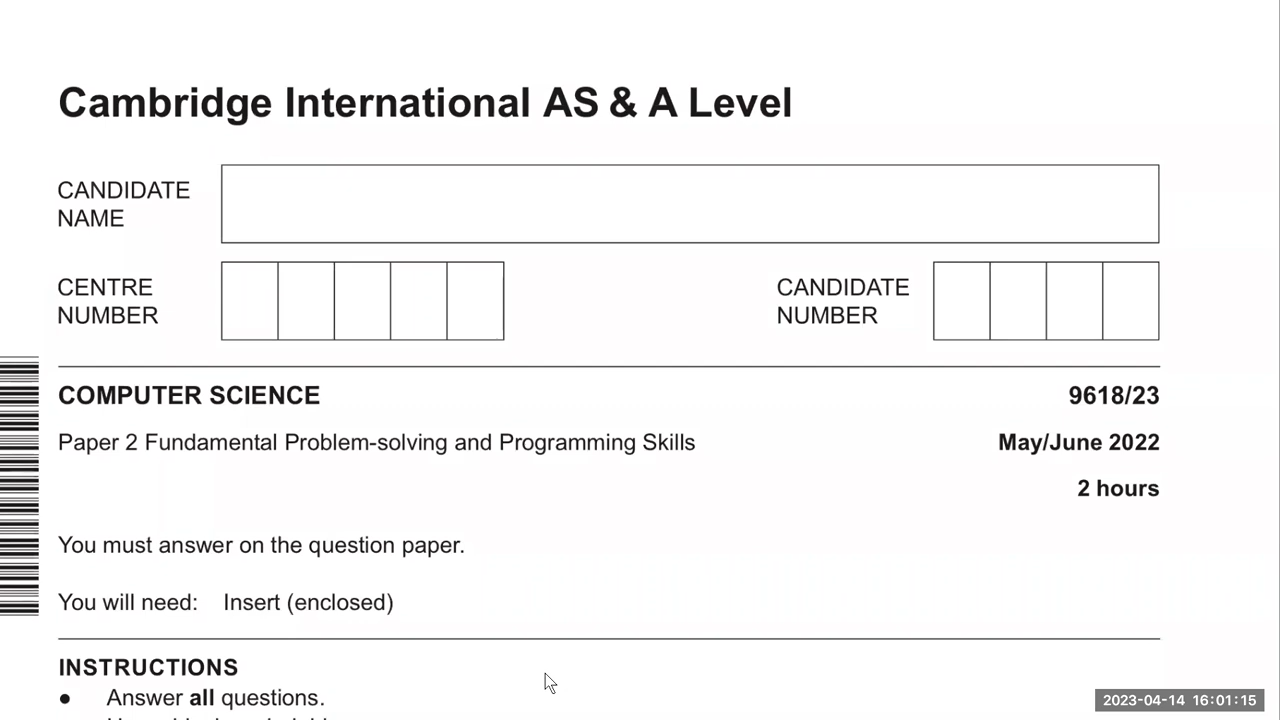 Cambridge International AS & A Level
CANDIDATE
NAME
CENTRE
NUMBER
CANDIDATE
NUMBER
COMPUTER SCIENCE 9618/23
Paper 2 Fundamental Problem-solving and Programming Skills May/June 2022
2 hours
You must answer on the question paper.
You will need: Insert (enclosed)
INSTRUCTIONS
● Answer all questions.
2023-04-14 16:01:15